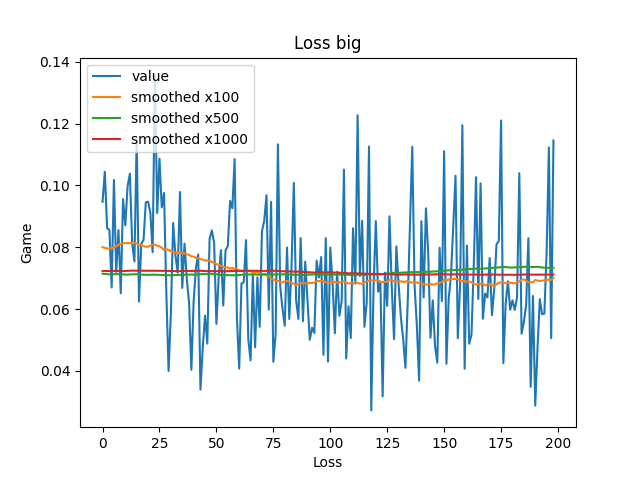 Loss big
0.14
0.12
0.10
0.08
0.06
0.04
Game
value
smoothed x100
smoothed x500
smoothed x1000
0 25 50 75 100 125 150 175 200
Loss